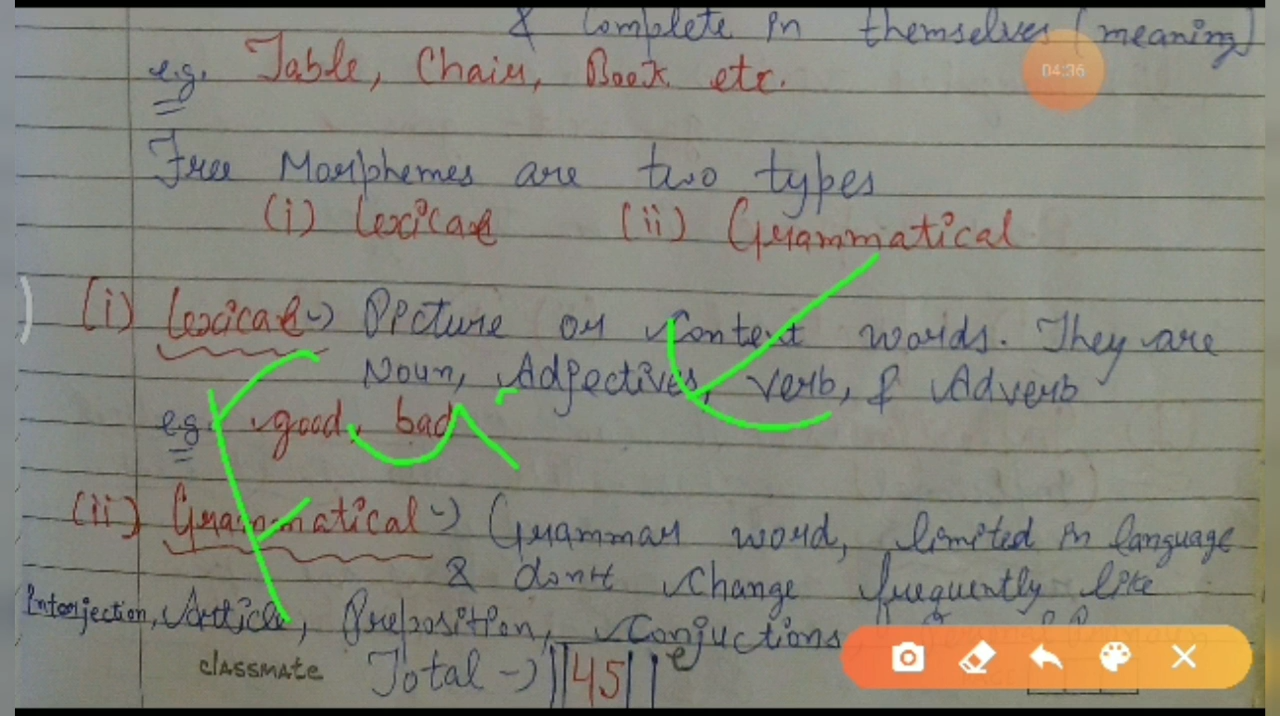 & Complete in themselves (meaning)
04:36
e.g. Table, Chair, Book etc.
Free Morphemes are two types
(i) Lexical (ii) Grammatical
(i) Lexical → Picture or Context words. They are
Noun, Adjectives, Verb, & Adverb
e.g. good, bad
(ii) Grammatical → Grammar word, limited in language
& don't Change frequently like
Interjection, Article, Preposition, Conjuctions,
classmate Total → 45